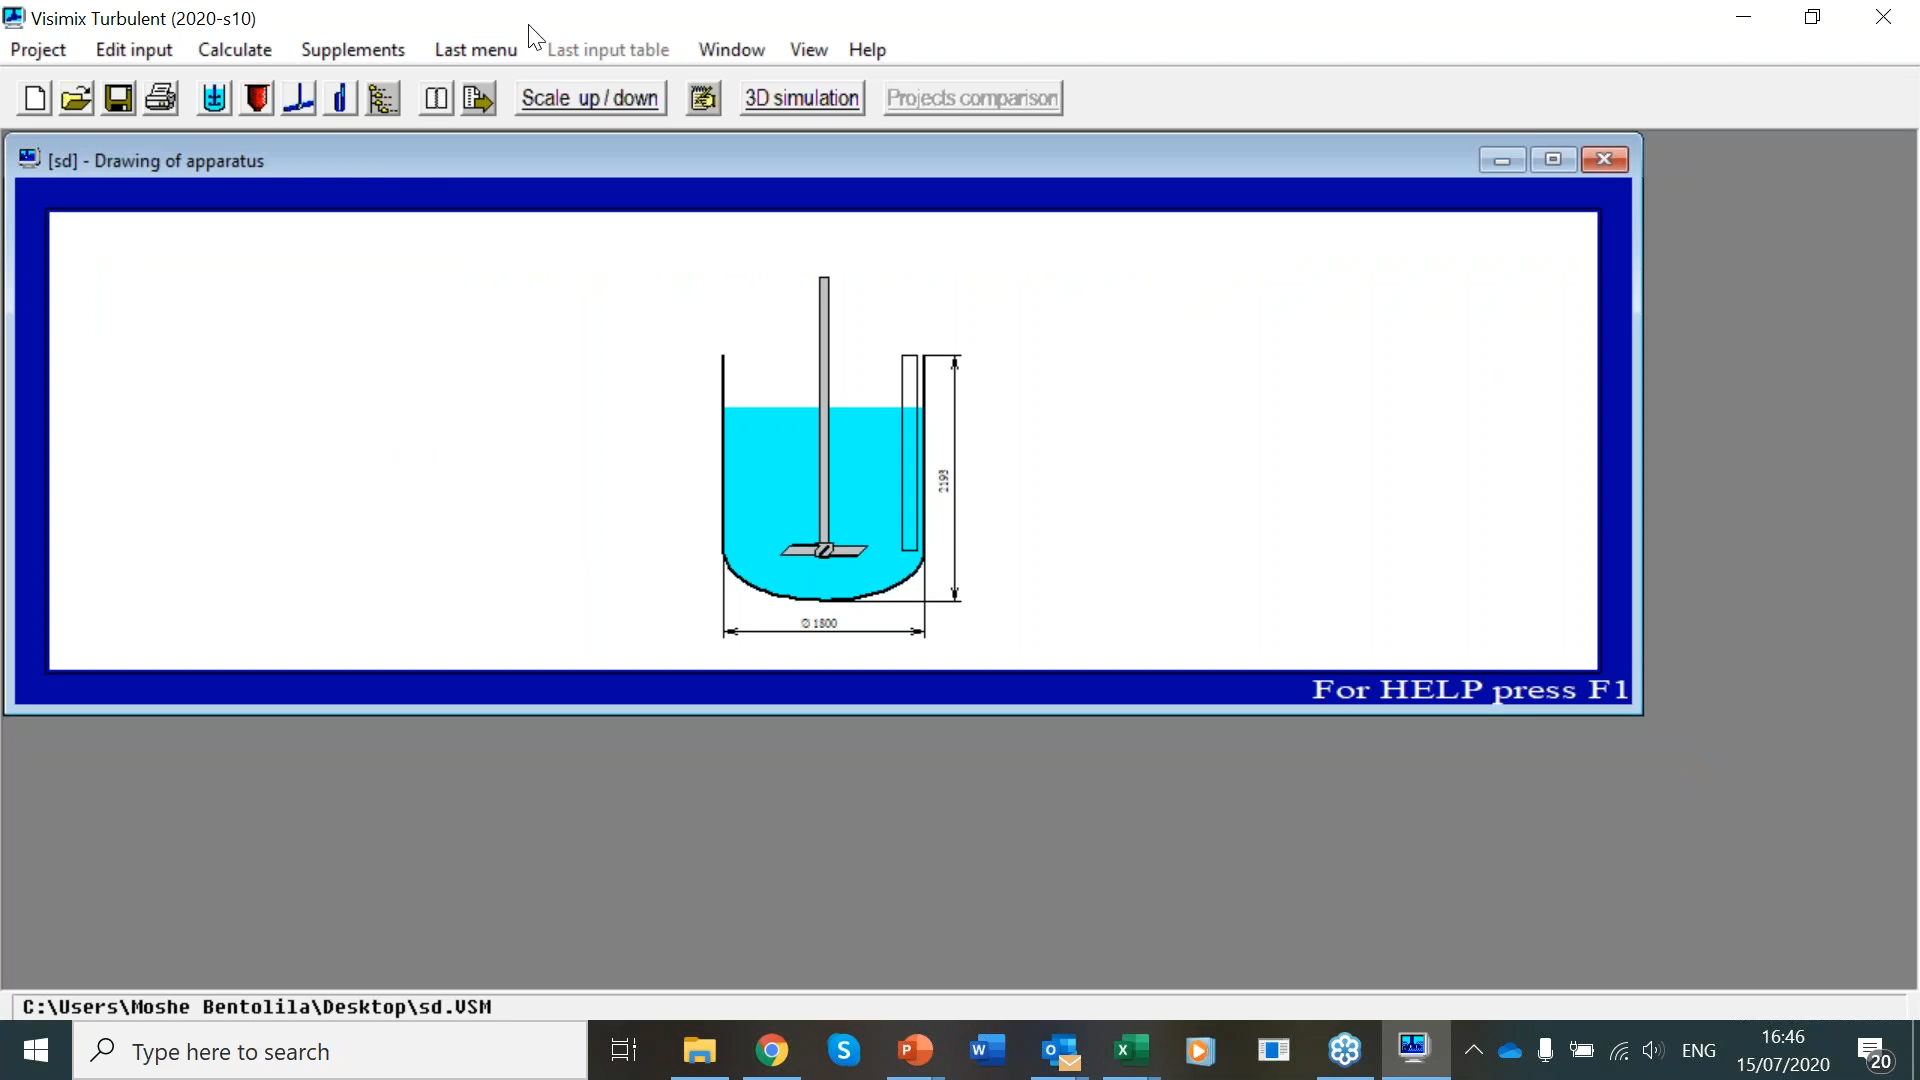 Visimix Turbulent (2020-s10)
Project Edit input Calculate Supplements Last menu Last input table Window View Help
Scale up / down 3D simulation Projects comparison
[sd] - Drawing of apparatus
2193
∅ 1800
For HELP press F1
C:\Users\Moshe Bentolila\Desktop\sd.VSM
Type here to search
ENG
16:46
15/07/2020
20